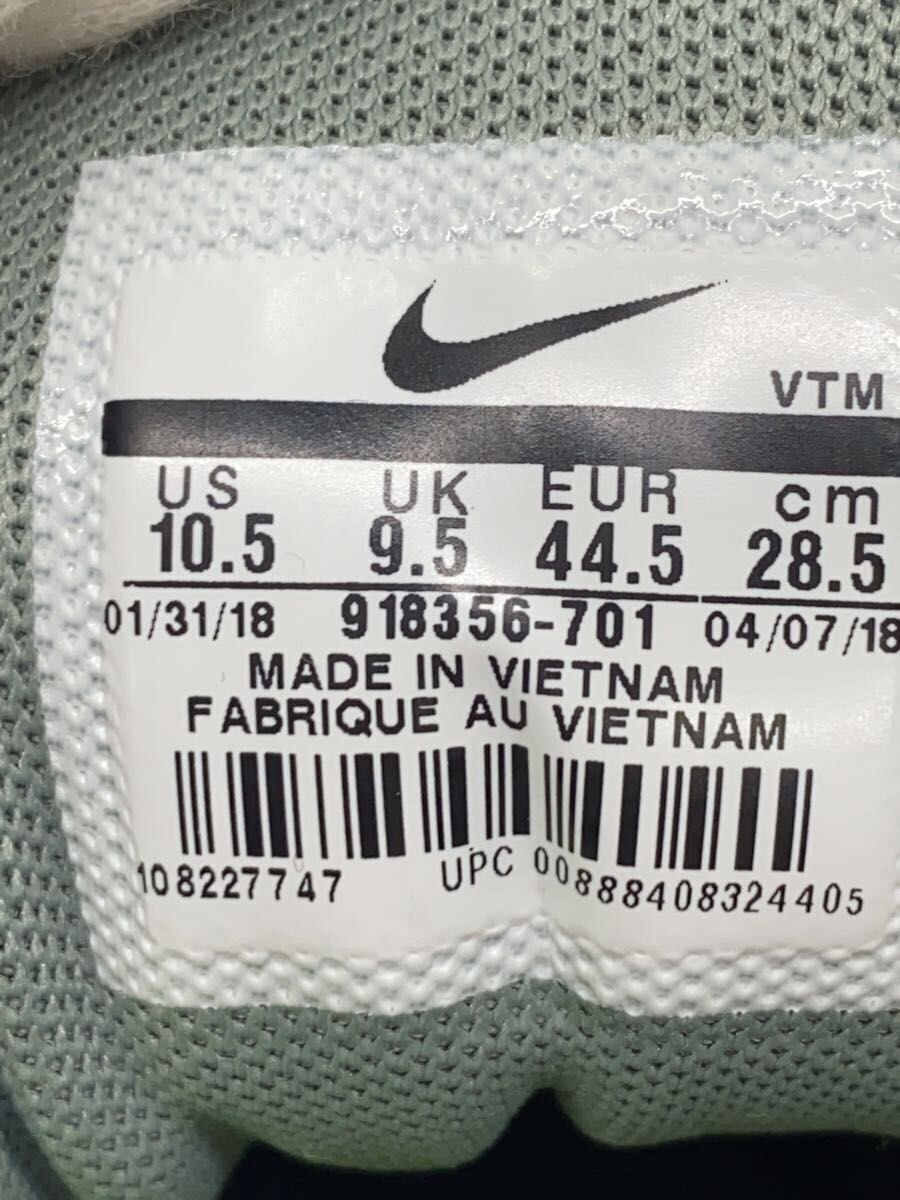 VTM
US UK EUR cm
10.5 9.5 44.5 28.5
01/31/18 918356-701 04/07/18
MADE IN VIETNAM
FABRIQUE AU VIETNAM
108227747 UPC 00888408324405